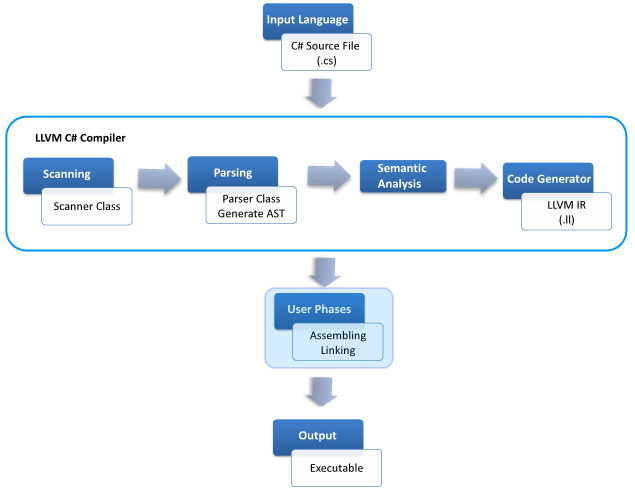 Input Language
C# Source File
(.cs)
LLVM C# Compiler
Scanning
Scanner Class
Parsing
Parser Class
Generate AST
Semantic
Analysis
Code Generator
LLVM IR
(.ll)
User Phases
Assembling
Linking
Output
Executable